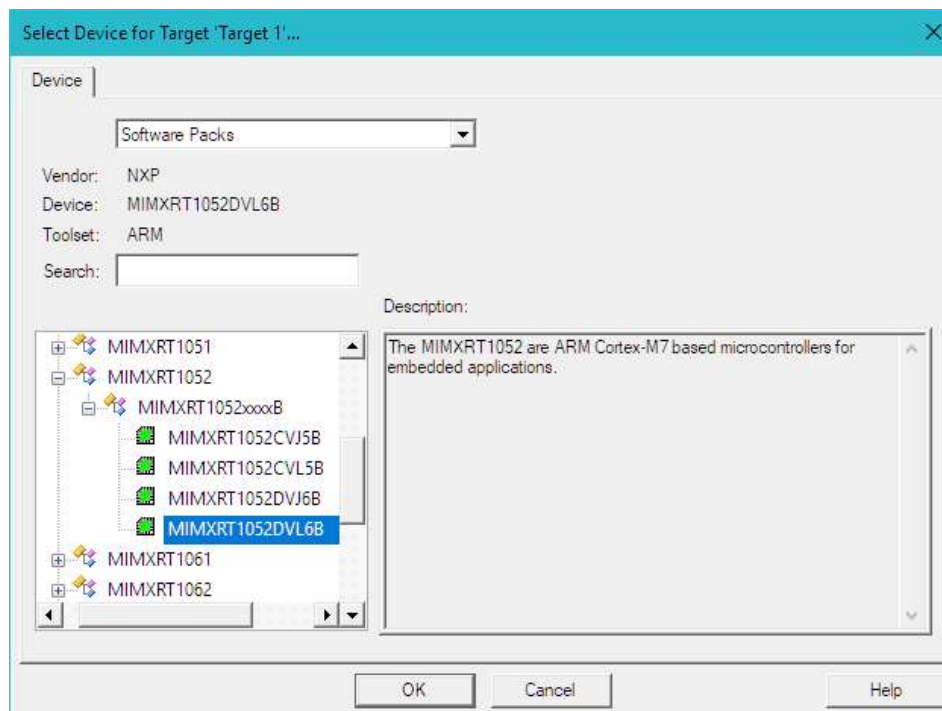 Select Device for Target 'Target 1'...
Device
Software Packs
Vendor: NXP
Device: MIMXRT1052DVL6B
Toolset: ARM
Search:
Description:
MIMXRT1051
MIMXRT1052
MIMXRT1052xxxxB
MIMXRT1052CVJ5B
MIMXRT1052CVL5B
MIMXRT1052DVJ6B
MIMXRT1052DVL6B
MIMXRT1061
MIMXRT1062
The MIMXRT1052 are ARM Cortex-M7 based microcontrollers for
embedded applications.
OK Cancel Help